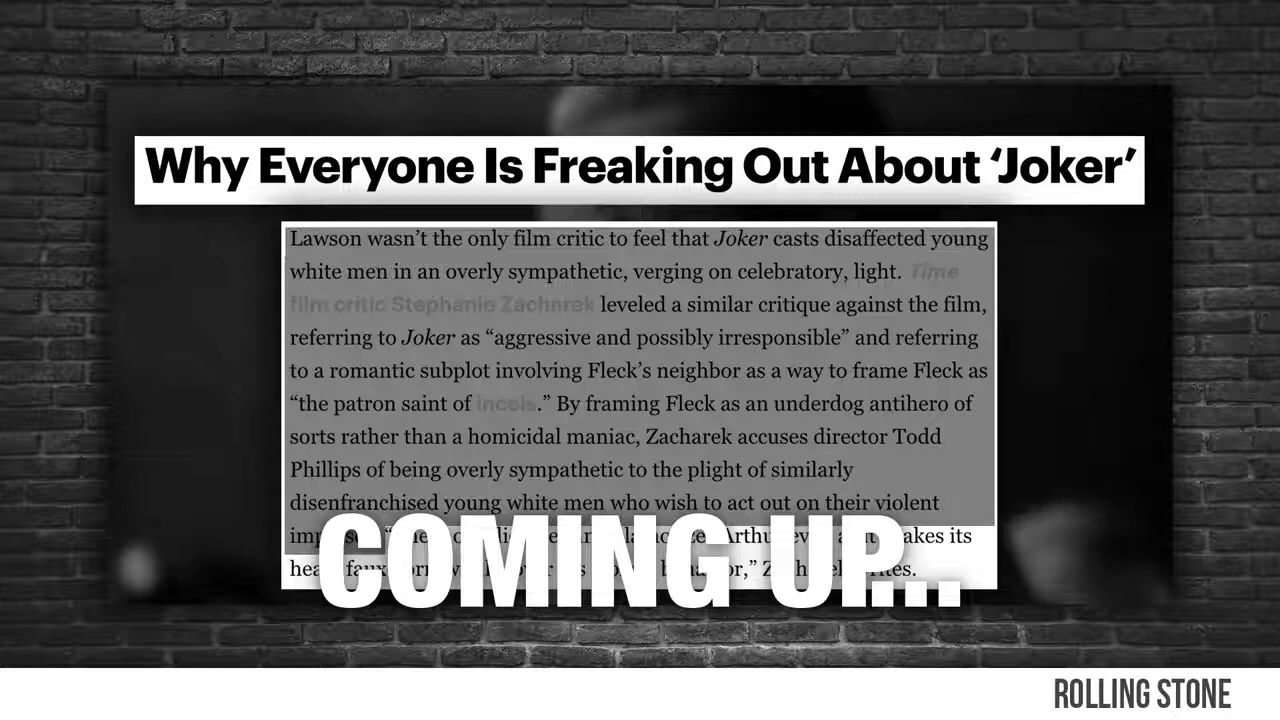 Why Everyone Is Freaking Out About ‘Joker’
Lawson wasn’t the only film critic to feel that Joker casts disaffected young
white men in an overly sympathetic, verging on celebratory, light. Time
film critic Stephanie Zacharek leveled a similar critique against the film,
referring to Joker as “aggressive and possibly irresponsible” and referring
to a romantic subplot involving Fleck’s neighbor as a way to frame Fleck as
“the patron saint of incels.” By framing Fleck as an underdog antihero of
sorts rather than a homicidal maniac, Zacharek accuses director Todd
Phillips of being overly sympathetic to the plight of similarly
disenfranchised young white men who wish to act out on their violent
its
COMING UP...
ROLLING STONE